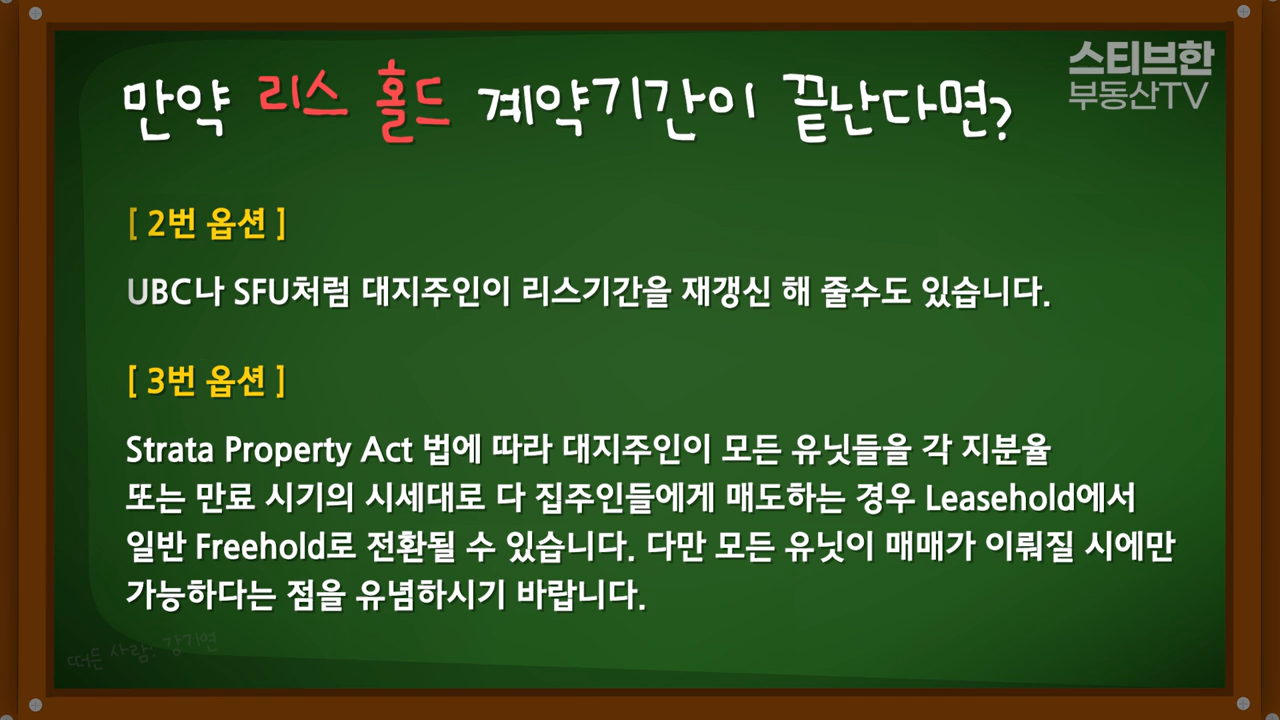 만약 리스 홀드 계약기간이 끝난다면?
스티브한
부동산TV
[ 2번 옵션 ]
UBC나 SFU처럼 대지주인이 리스기간을 재갱신 해 줄수도 있습니다.
[ 3번 옵션 ]
Strata Property Act 법에 따라 대지주인이 모든 유닛들을 각 지분율
또는 만료 시기의 시세대로 다 집주인들에게 매도하는 경우 Leasehold에서
일반 Freehold로 전환될 수 있습니다. 다만 모든 유닛이 매매가 이뤄질 시에만
가능하다는 점을 유념하시기 바랍니다.
떠든 사람: 강기연